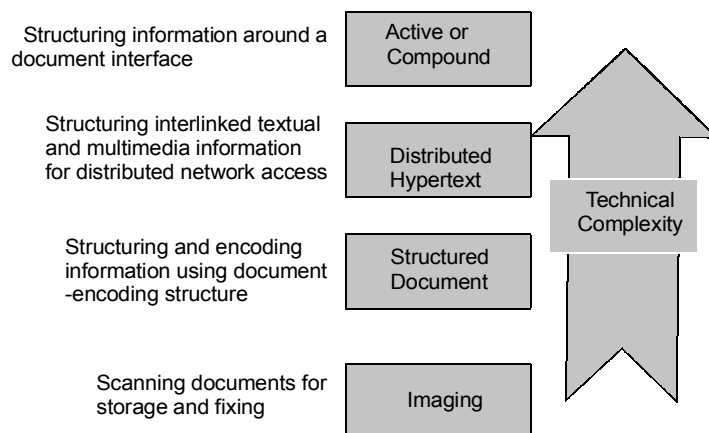 Structuring information around a
document interface
Active or
Compound
Structuring interlinked textual
and multimedia information
for distributed network access
Distributed
Hypertext
Technical
Complexity
Structuring and encoding
information using document
-encoding structure
Structured
Document
Scanning documents for
storage and fixing
Imaging